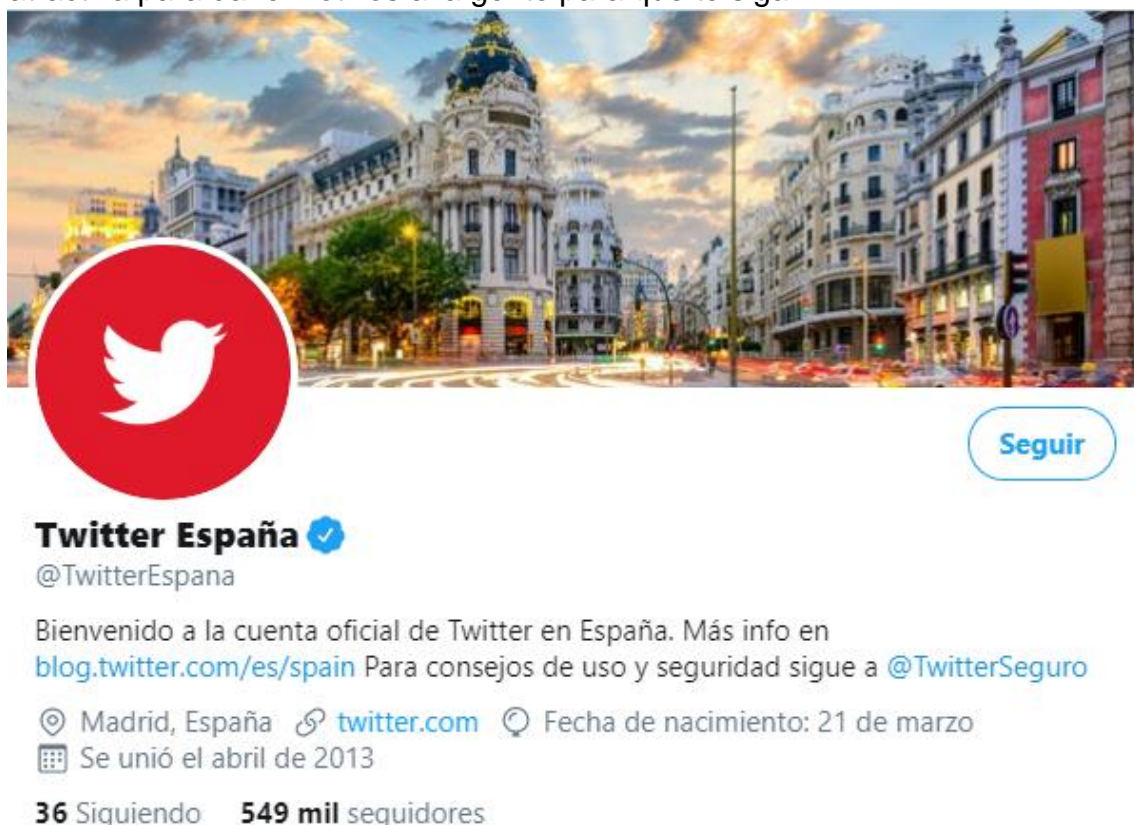 Seguir
Twitter España
@TwitterEspana
Bienvenido a la cuenta oficial de Twitter en España. Más info en
blog.twitter.com/es/spain Para consejos de uso y seguridad sigue a @TwitterSeguro
Madrid, España twitter.com Fecha de nacimiento: 21 de marzo
Se unió el abril de 2013
36 Siguiendo 549 mil seguidores